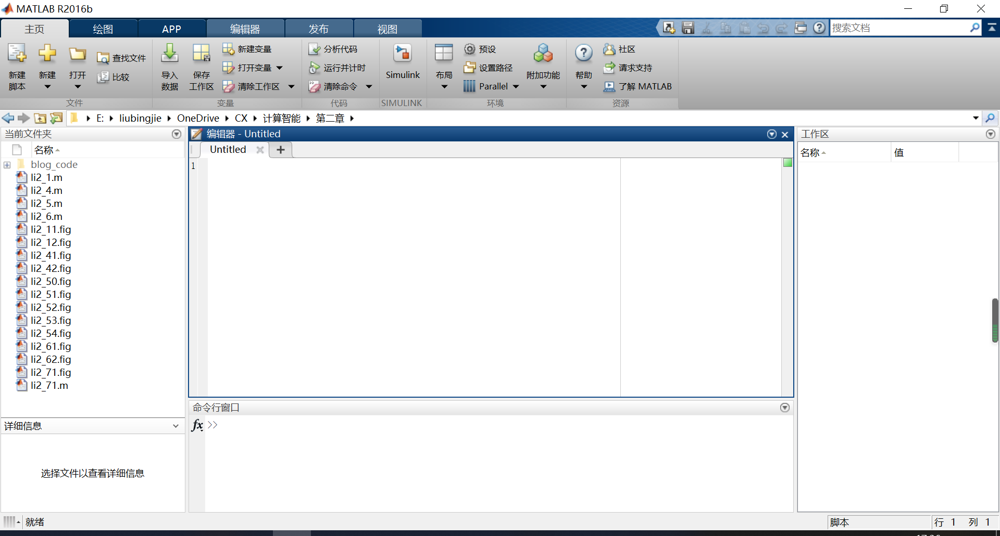 MATLAB R2016b
主页 绘图 APP 编辑器 发布 视图 搜索文档
新建脚本 新建 打开 查找文件 比较
文件
导入数据 保存工作区 新建变量 打开变量 清除工作区
变量
分析代码 运行并计时 清除命令
代码
Simulink
SIMULINK
布局 预设 设置路径 Parallel 附加功能
环境
帮助 社区 请求支持 了解 MATLAB
资源
E: liubingjie OneDrive CX 计算智能 第二章
当前文件夹
名称
blog_code
li2_1.m
li2_4.m
li2_5.m
li2_6.m
li2_11.fig
li2_12.fig
li2_41.fig
li2_42.fig
li2_50.fig
li2_51.fig
li2_52.fig
li2_53.fig
li2_54.fig
li2_61.fig
li2_62.fig
li2_71.fig
li2_71.m
详细信息
选择文件以查看详细信息
编辑器 - Untitled
Untitled
1
命令行窗口
fx >>
工作区
名称 值
就绪
脚本 行 1 列 1